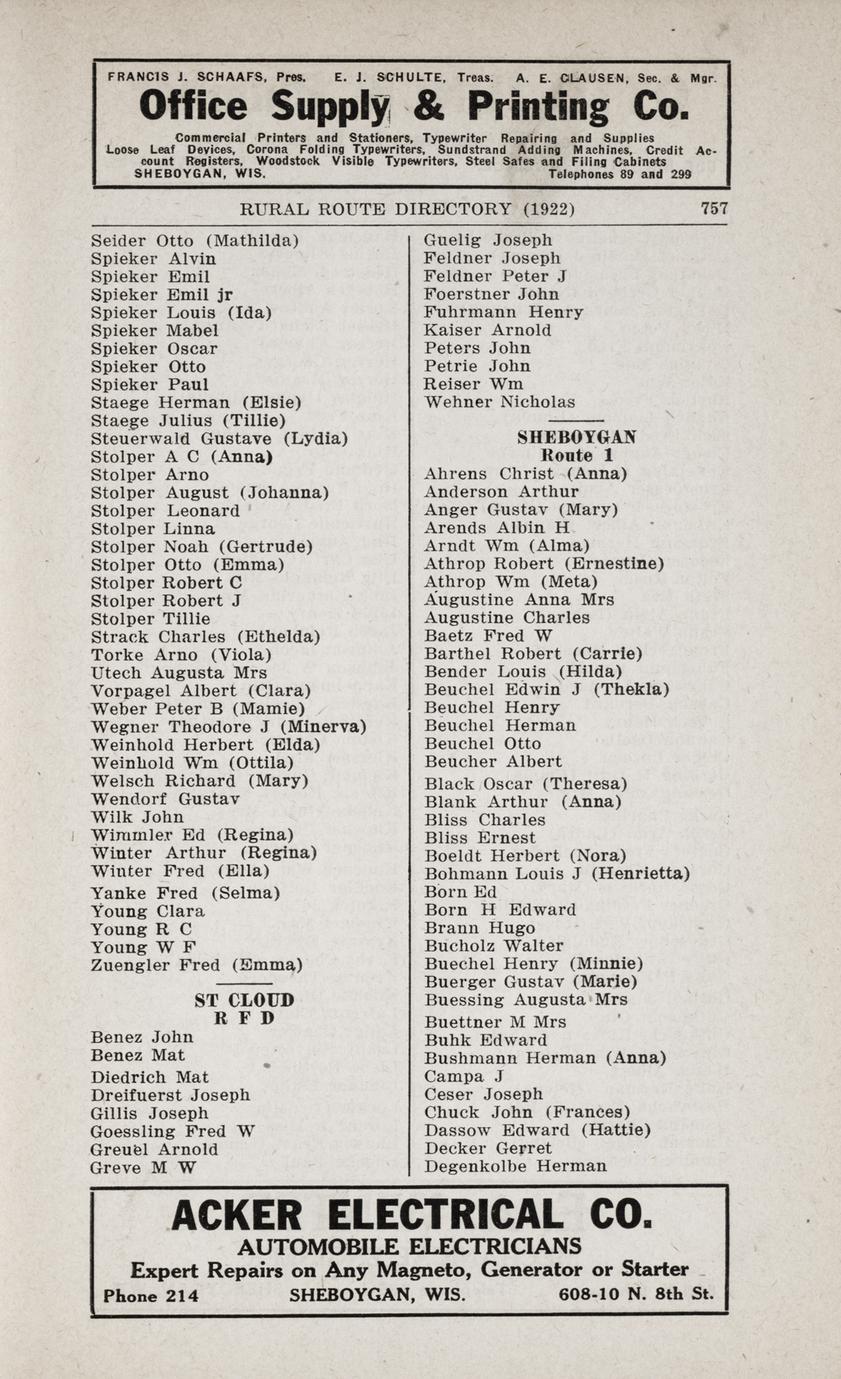 FRANCIS J. SCHAAFS, Pres. E. J. SCHULTE, Treas. A. E. CLAUSEN, Sec. & Mgr.
Office Supply & Printing Co.
Commercial Printers and Stationers, Typewriter Repairing and Supplies
Loose Leaf Devices, Corona Folding Typewriters, Sundstrand Adding Machines, Credit Ac-
count Registers, Woodstock Visible Typewriters, Steel Safes and Filing Cabinets
SHEBOYGAN, WIS. Telephones 89 and 299
RURAL ROUTE DIRECTORY (1922) 757
Seider Otto (Mathilda)
Spieker Alvin
Spieker Emil
Spieker Emil jr
Spieker Louis (Ida)
Spieker Mabel
Spieker Oscar
Spieker Otto
Spieker Paul
Staege Herman (Elsie)
Staege Julius (Tillie)
Steuerwald Gustave (Lydia)
Stolper A C (Anna)
Stolper Arno
Stolper August (Johanna)
Stolper Leonard
Stolper Linna
Stolper Noah (Gertrude)
Stolper Otto (Emma)
Stolper Robert C
Stolper Robert J
Stolper Tillie
Strack Charles (Ethelda)
Torke Arno (Viola)
Utech Augusta Mrs
Vorpagel Albert (Clara)
Weber Peter B (Mamie)
Wegner Theodore J (Minerva)
Weinhold Herbert (Elda)
Weinhold Wm (Ottila)
Welsch Richard (Mary)
Wendorf Gustav
Wilk John
Wimmler Ed (Regina)
Winter Arthur (Regina)
Winter Fred (Ella)
Yanke Fred (Selma)
Young Clara
Young R C
Young W F
Zuengler Fred (Emma)
ST CLOUD
R F D
Benez John
Benez Mat
Diedrich Mat
Dreifuerst Joseph
Gillis Joseph
Goessling Fred W
Greuel Arnold
Greve M W
Guelig Joseph
Feldner Joseph
Feldner Peter J
Foerstner John
Fuhrmann Henry
Kaiser Arnold
Peters John
Petrie John
Reiser Wm
Wehner Nicholas
SHEBOYGAN
Route 1
Ahrens Christ (Anna)
Anderson Arthur
Anger Gustav (Mary)
Arends Albin H
Arndt Wm (Alma)
Athrop Robert (Ernestine)
Athrop Wm (Meta)
Augustine Anna Mrs
Augustine Charles
Baetz Fred W
Barthel Robert (Carrie)
Bender Louis (Hilda)
Beuchel Edwin J (Thekla)
Beuchel Henry
Beuchel Herman
Beuchel Otto
Beucher Albert
Black Oscar (Theresa)
Blank Arthur (Anna)
Bliss Charles
Bliss Ernest
Boeldt Herbert (Nora)
Bohmann Louis J (Henrietta)
Born Ed
Born H Edward
Brann Hugo
Bucholz Walter
Buechel Henry (Minnie)
Buerger Gustav (Marie)
Buessing Augusta Mrs
Buettner M Mrs
Buhk Edward
Bushmann Herman (Anna)
Campa J
Ceser Joseph
Chuck John (Frances)
Dassow Edward (Hattie)
Decker Gerret
Degenkolbe Herman
ACKER ELECTRICAL CO.
AUTOMOBILE ELECTRICIANS
Expert Repairs on Any Magneto, Generator or Starter
Phone 214 SHEBOYGAN, WIS. 608-10 N. 8th St.